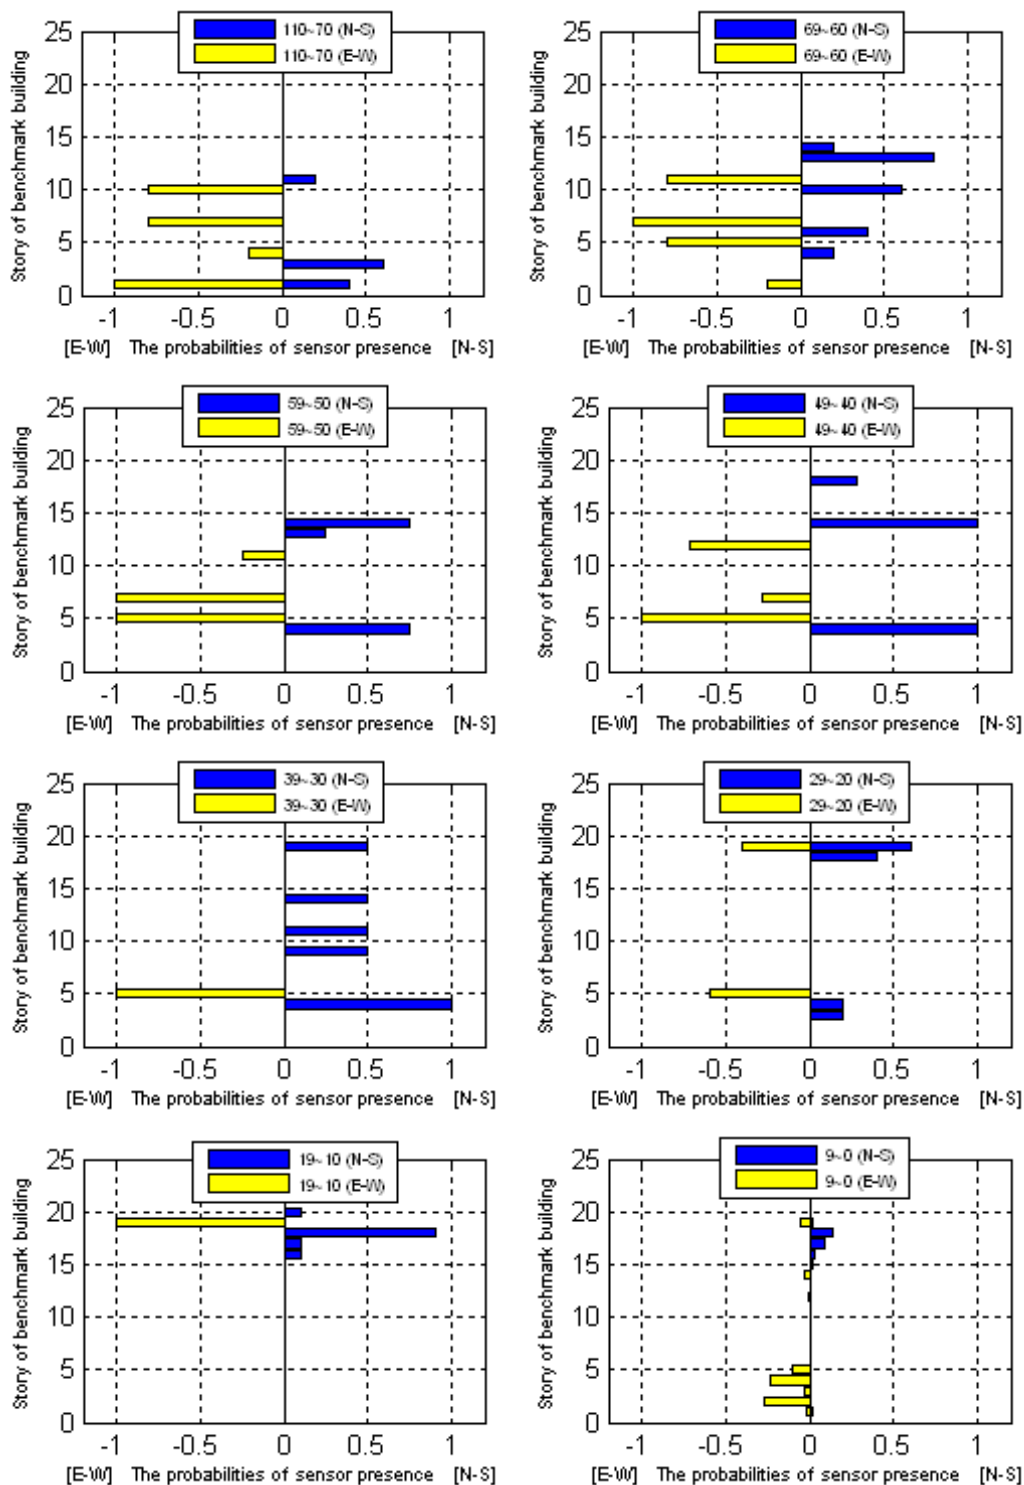 110~70 (N-S)
110~70 (E-W)
25
20
15
10
5
0
Story of benchmark building
-1 -0.5 0 0.5 1
[E-W] The probabilities of sensor presence [N-S]
69~60 (N-S)
69~60 (E-W)
25
20
15
10
5
0
Story of benchmark building
-1 -0.5 0 0.5 1
[E-W] The probabilities of sensor presence [N-S]
59~50 (N-S)
59~50 (E-W)
25
20
15
10
5
0
Story of benchmark building
-1 -0.5 0 0.5 1
[E-W] The probabilities of sensor presence [N-S]
49~40 (N-S)
49~40 (E-W)
25
20
15
10
5
0
Story of benchmark building
-1 -0.5 0 0.5 1
[E-W] The probabilities of sensor presence [N-S]
39~30 (N-S)
39~30 (E-W)
25
20
15
10
5
0
Story of benchmark building
-1 -0.5 0 0.5 1
[E-W] The probabilities of sensor presence [N-S]
29~20 (N-S)
29~20 (E-W)
25
20
15
10
5
0
Story of benchmark building
-1 -0.5 0 0.5 1
[E-W] The probabilities of sensor presence [N-S]
19~10 (N-S)
19~10 (E-W)
25
20
15
10
5
0
Story of benchmark building
-1 -0.5 0 0.5 1
[E-W] The probabilities of sensor presence [N-S]
9~0 (N-S)
9~0 (E-W)
25
20
15
10
5
0
Story of benchmark building
-1 -0.5 0 0.5 1
[E-W] The probabilities of sensor presence [N-S]